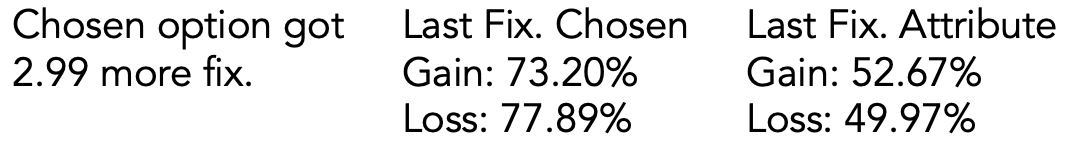 Chosen option got
2.99 more fix.
Last Fix. Chosen
Gain: 73.20%
Loss: 77.89%
Last Fix. Attribute
Gain: 52.67%
Loss: 49.97%